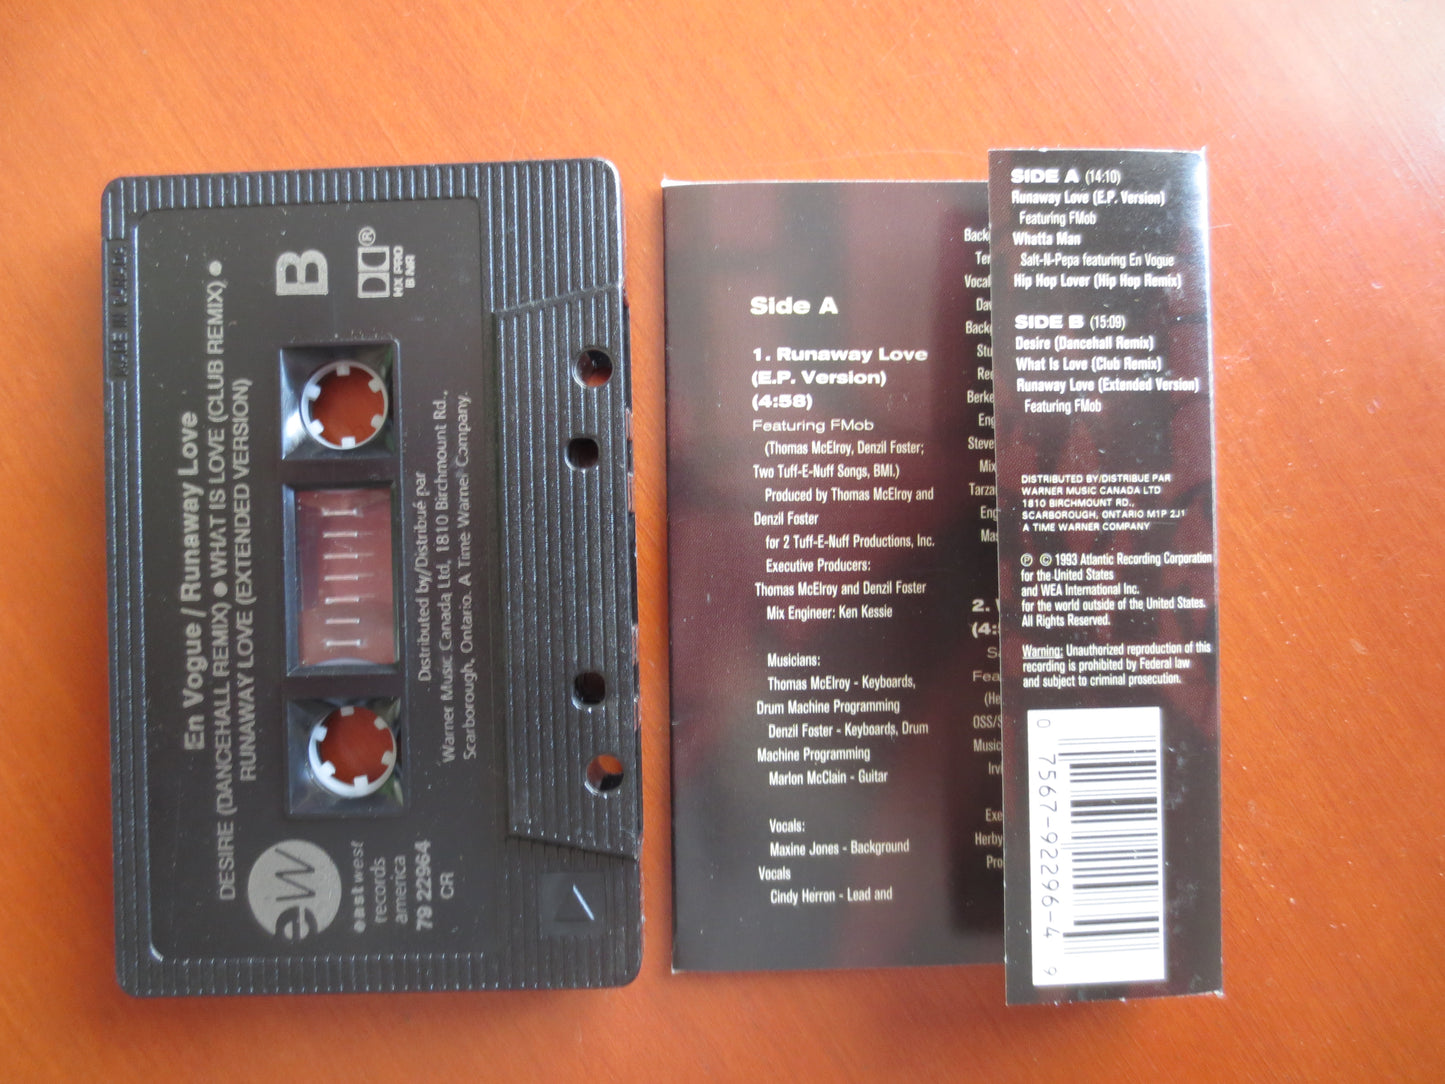 En Vogue / Runaway Love
DESIRE (DANCEHALL REMIX) ● WHAT IS LOVE (CLUB REMIX) ●
RUNAWAY LOVE (EXTENDED VERSION)
B
HX PRO
B NR
Distributed by/Distribué par
Warner Music Canada Ltd, 1810 Birchmount Rd.,
Scarborough, Ontario. A Time Warner Company.
ew
eastwest
records
america
79 22964
CR
Side A
1. Runaway Love
(E.P. Version)
(4:58)
Featuring FMob
(Thomas McElroy, Denzil Foster;
Two Tuff-E-Nuff Songs, BMI.)
Produced by Thomas McElroy and
Denzil Foster
for 2 Tuff-E-Nuff Productions, Inc.
Executive Producers:
Thomas McElroy and Denzil Foster
Mix Engineer: Ken Kessie
Musicians:
Thomas McElroy - Keyboards,
Drum Machine Programming
Denzil Foster - Keyboards, Drum
Machine Programming
Marlon McClain - Guitar
Vocals:
Maxine Jones - Background
Vocals
Cindy Herron - Lead and
2.
SIDE A (14:10)
Runaway Love (E.P. Version)
Featuring FMob
Whatta Man
Salt-N-Pepa featuring En Vogue
Hip Hop Lover (Hip Hop Remix)
SIDE B (15:09)
Desire (Dancehall Remix)
What Is Love (Club Remix)
Runaway Love (Extended Version)
Featuring FMob
DISTRIBUTED BY/DISTRIBUE PAR
WARNER MUSIC CANADA LTD
1810 BIRCHMOUNT RD.,
SCARBOROUGH, ONTARIO M1P 2J1
A TIME WARNER COMPANY
℗ © 1993 Atlantic Recording Corporation
for the United States
and WEA International Inc.
for the world outside of the United States.
All Rights Reserved.
Warning: Unauthorized reproduction of this
recording is prohibited by Federal law
and subject to criminal prosecution.
0 7567-92296-4 9